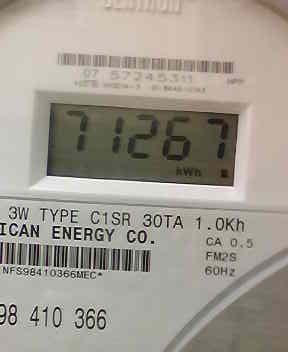 CENTRON
07 57245311
71267
kWh
3W TYPE C1SR 30TA 1.0Kh
ICAN ENERGY CO.
CA 0.5
FM2S
60Hz
NFS98410366MEC*
98 410 366